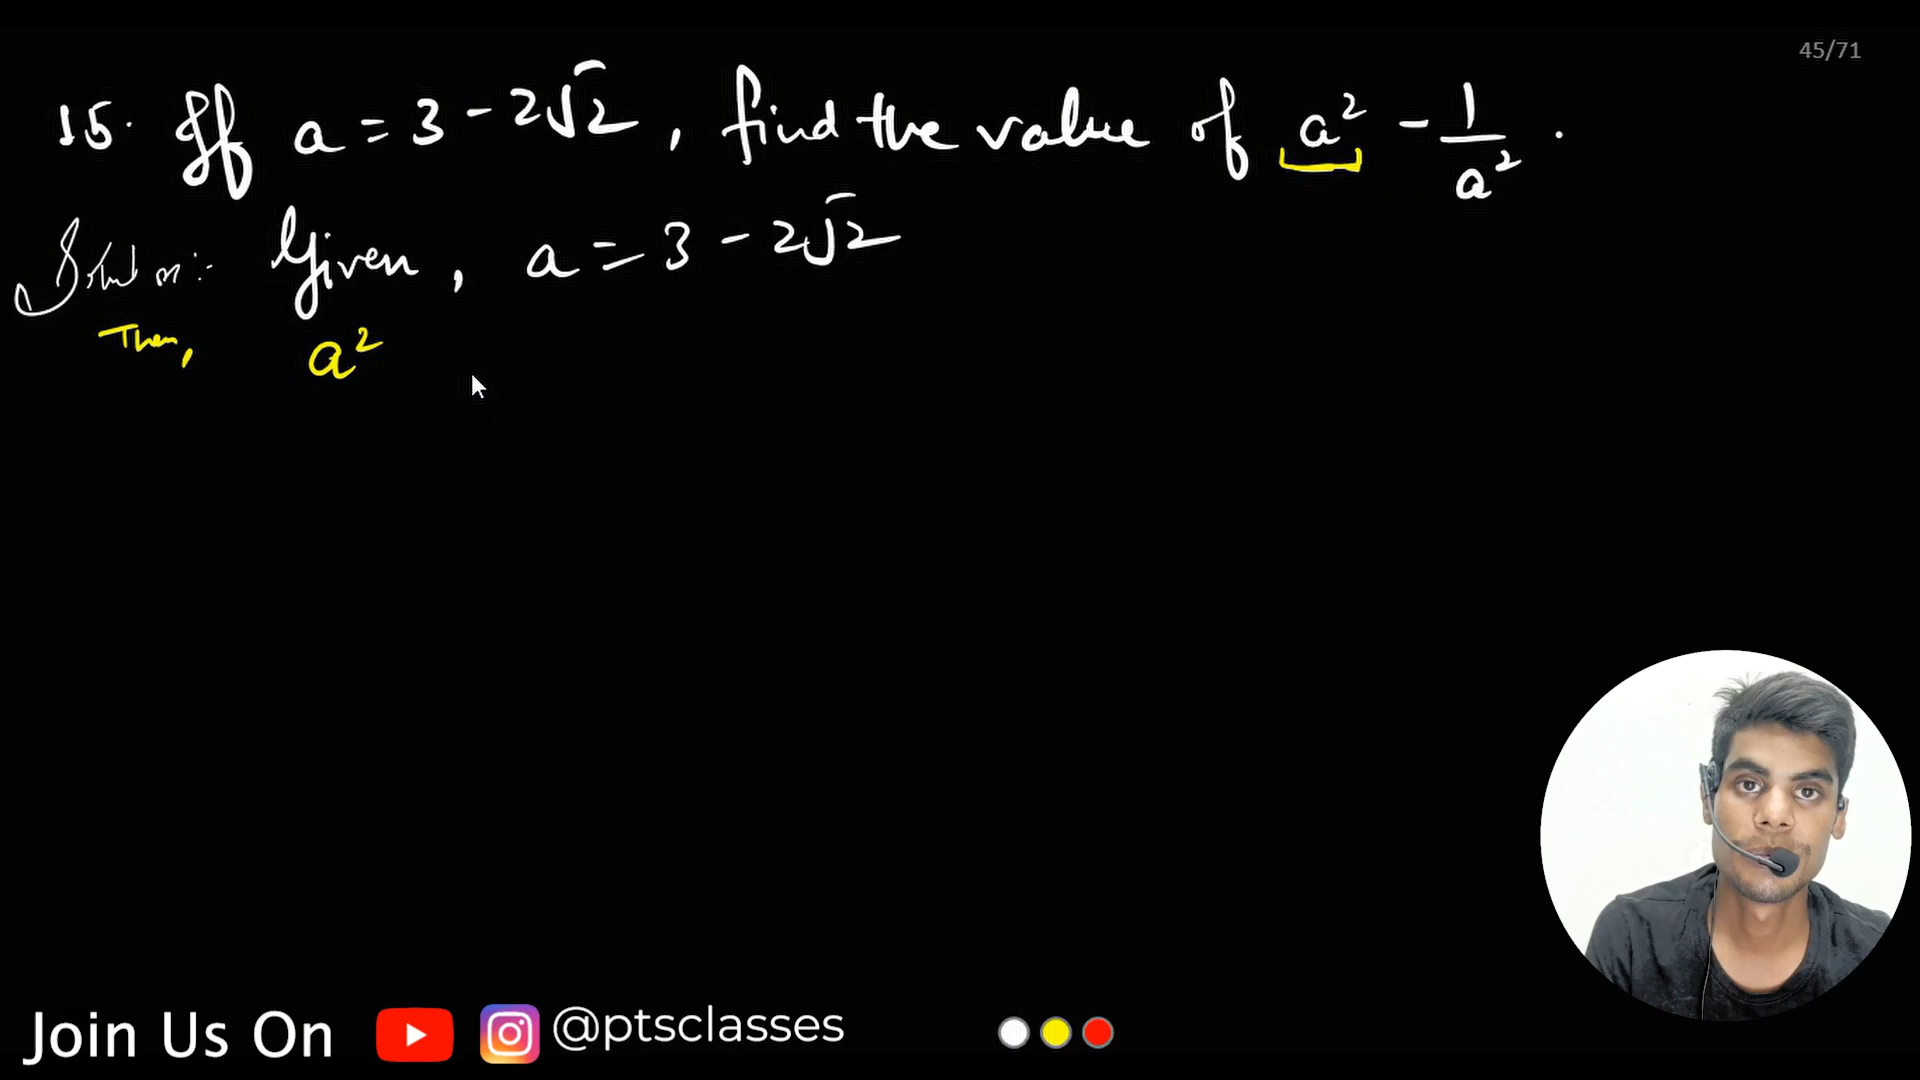 45/71
15. If a = 3 - 2√2, find the value of a² - 1/a².
Solution:- Given, a = 3 - 2√2
Then, a²
Join Us On @ptsclasses